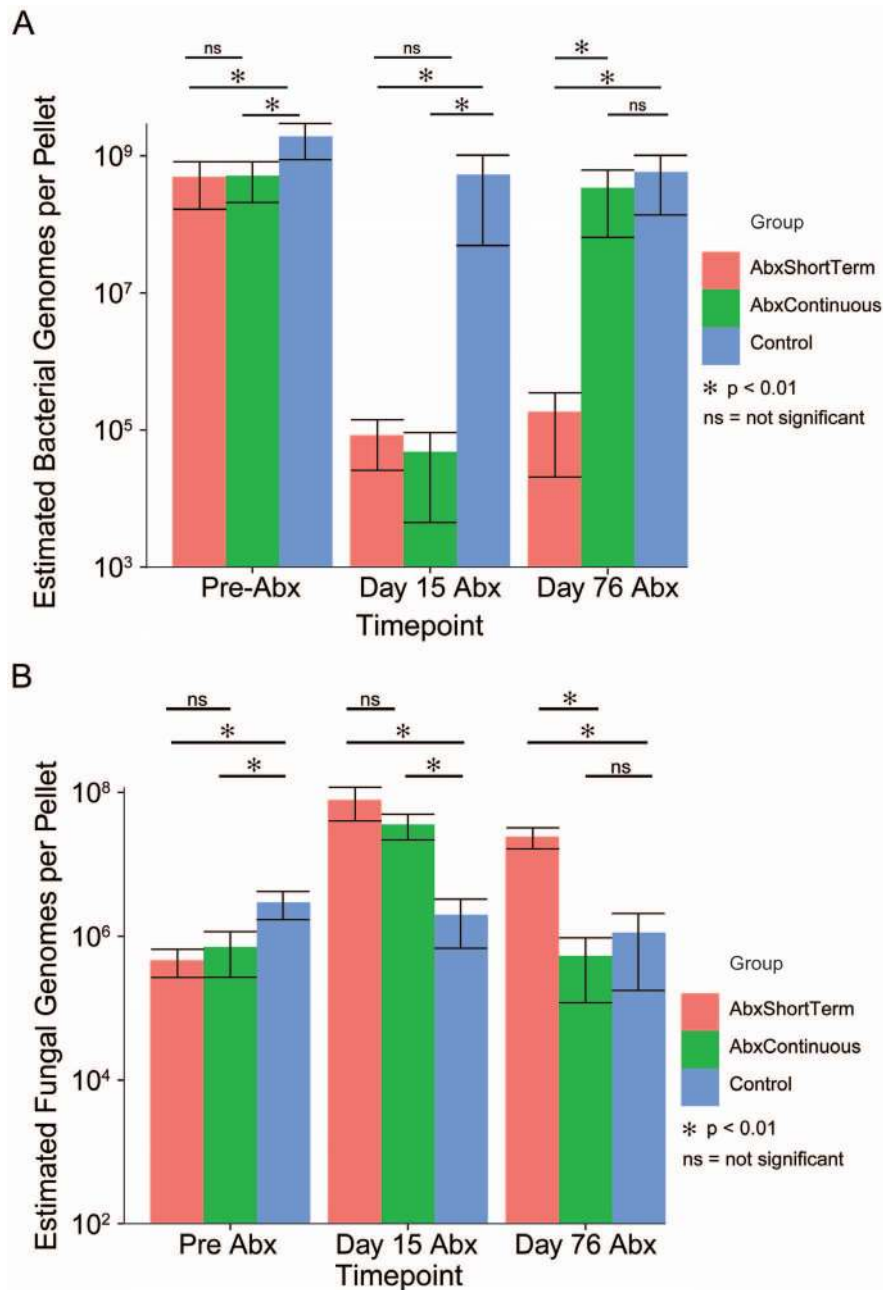 A
ns
ns
*
*
*
*
*
*
*
ns
Estimated Bacterial Genomes per Pellet
10⁹
10⁷
10⁵
10³
Pre-Abx
Day 15 Abx
Day 76 Abx
Timepoint
Group
AbxShortTerm
AbxContinuous
Control
* p < 0.01
ns = not significant
B
ns
ns
*
*
*
*
*
*
ns
Estimated Fungal Genomes per Pellet
10⁸
10⁶
10⁴
10²
Pre Abx
Day 15 Abx
Day 76 Abx
Timepoint
Group
AbxShortTerm
AbxContinuous
Control
* p < 0.01
ns = not significant